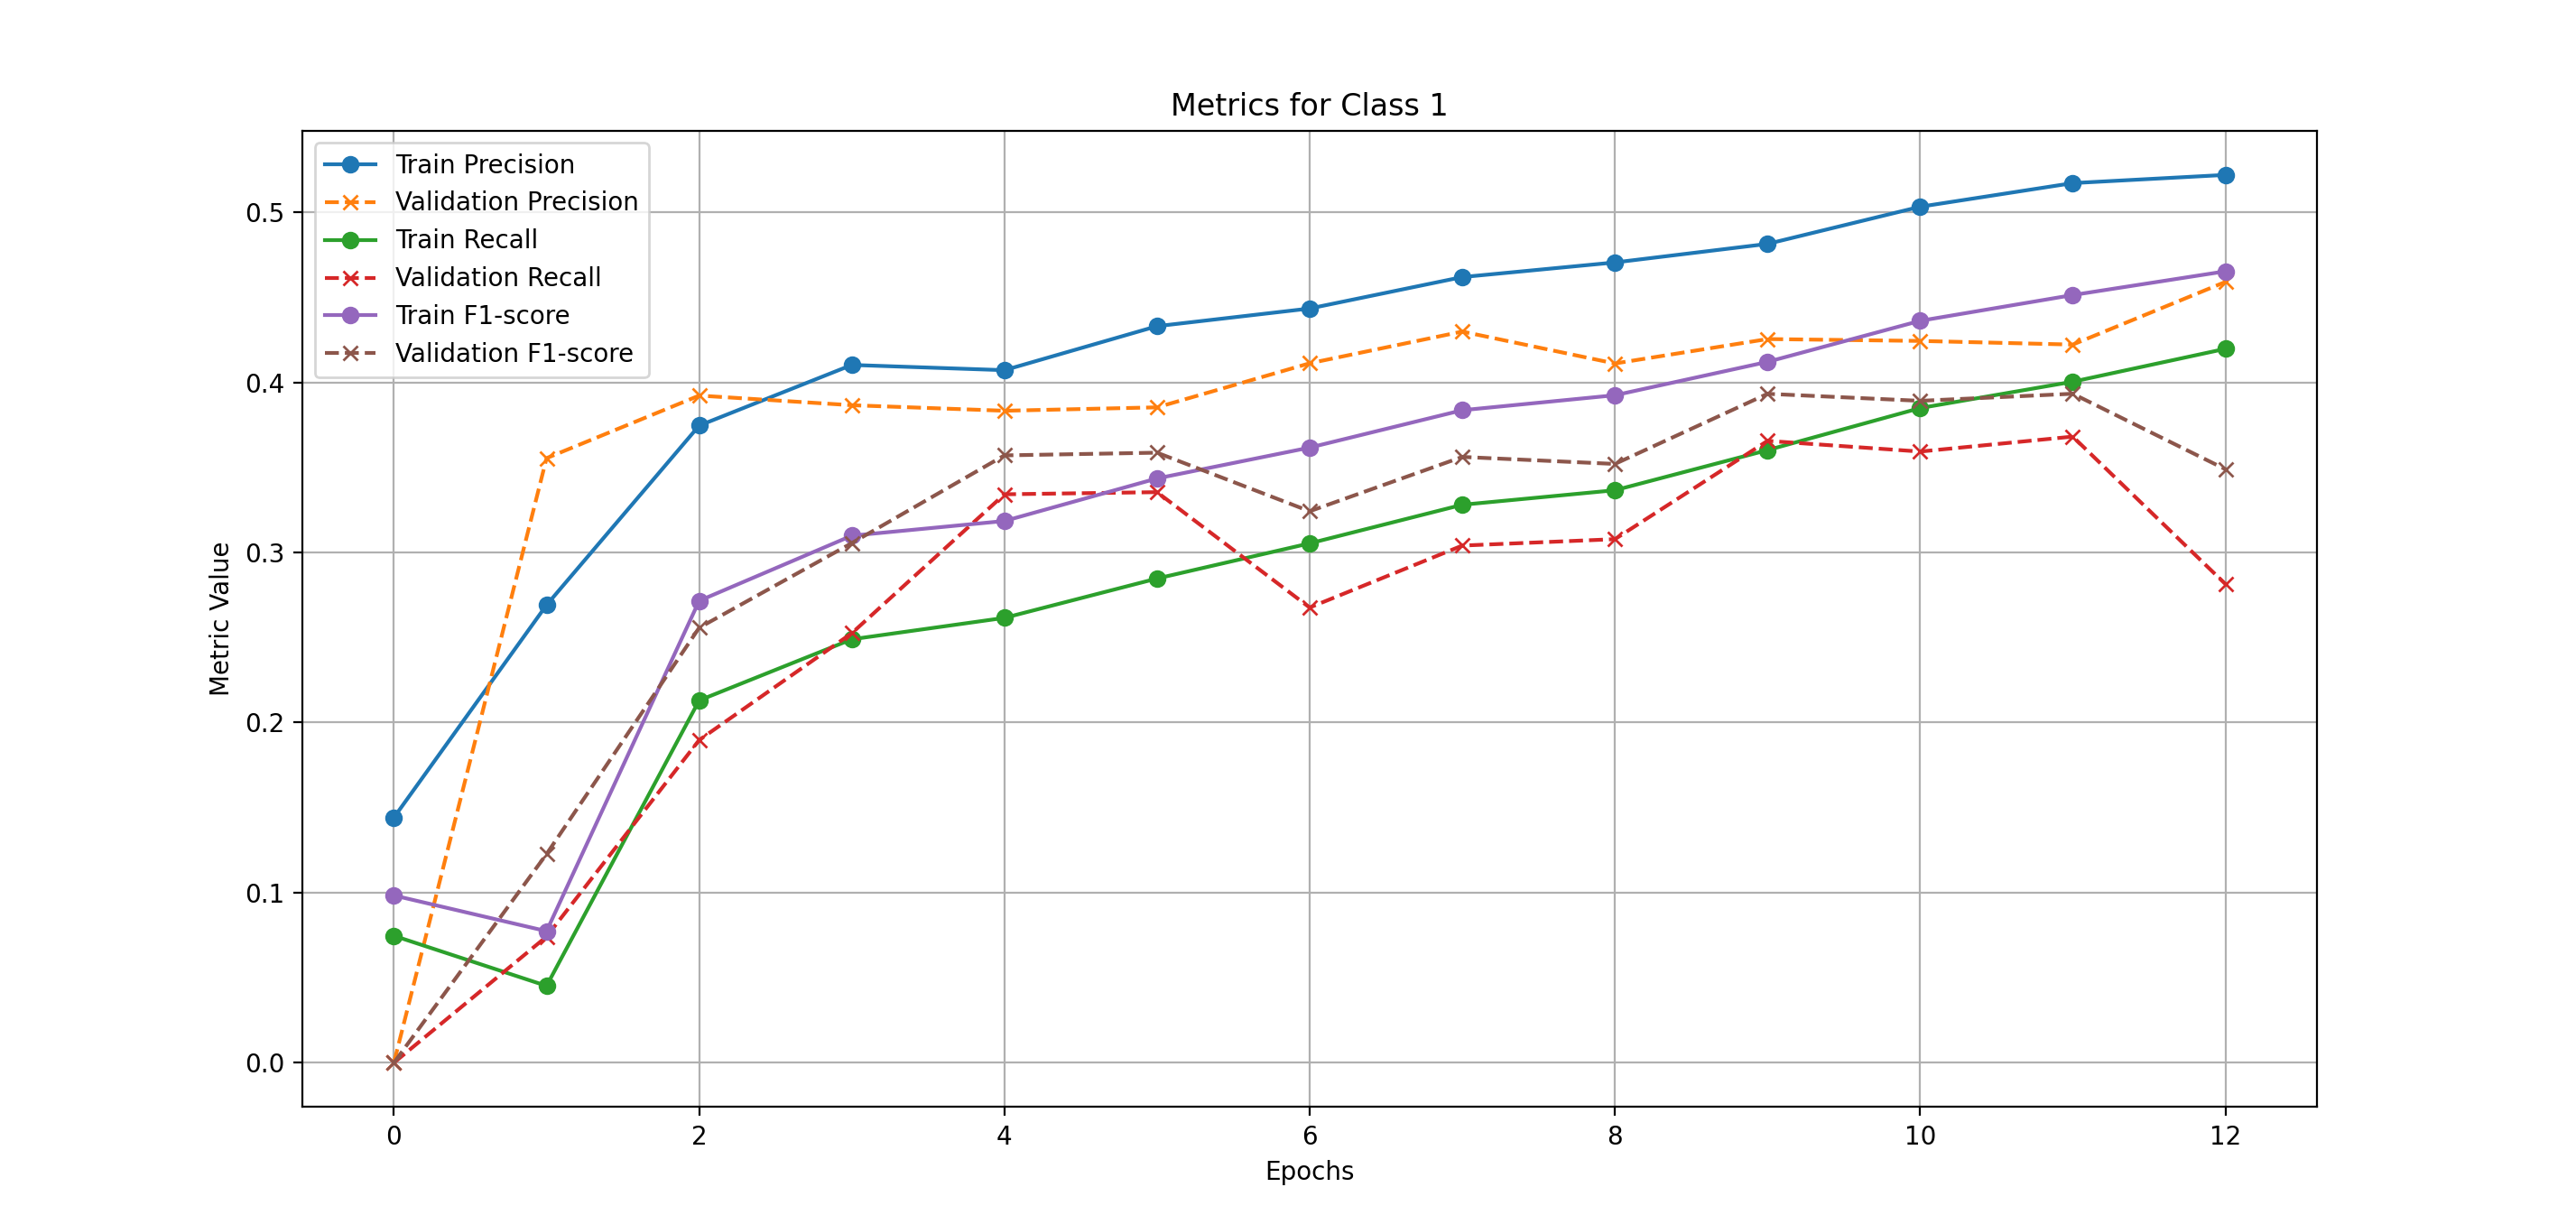 Metrics for Class 1
Train Precision
Validation Precision
Train Recall
Validation Recall
Train F1-score
Validation F1-score
Metric Value
0.5
0.4
0.3
0.2
0.1
0.0
0 2 4 6 8 10 12
Epochs